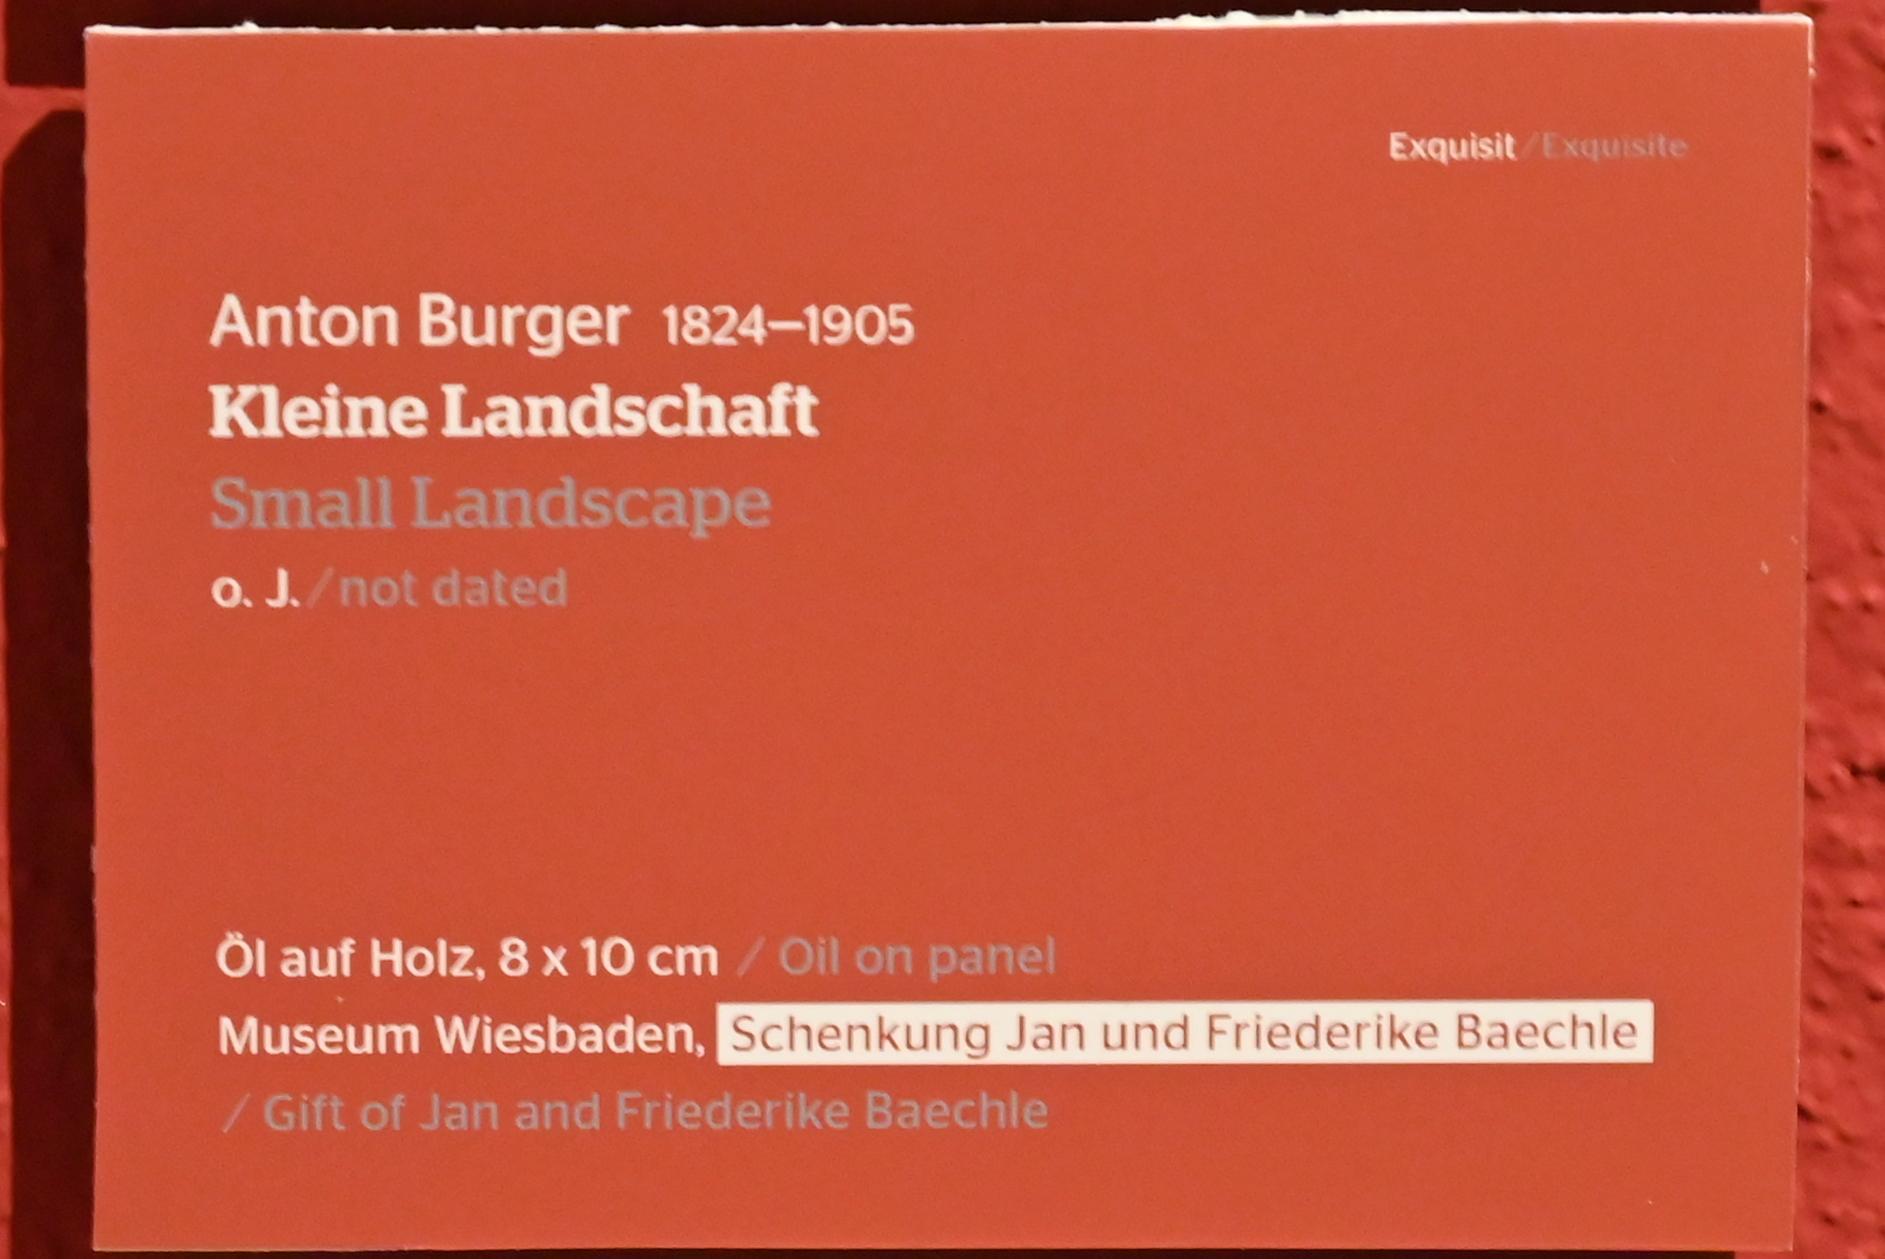 Exquisit / Exquisite
Anton Burger 1824–1905
Kleine Landschaft
Small Landscape
o. J. / not dated
Öl auf Holz, 8 x 10 cm / Oil on panel
Museum Wiesbaden, Schenkung Jan und Friederike Baechle
/ Gift of Jan and Friederike Baechle